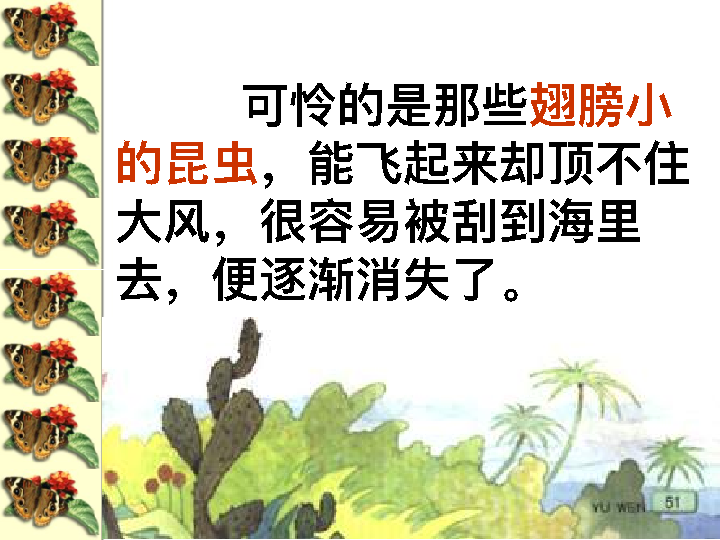 可怜的是那些翅膀小
的昆虫，能飞起来却顶不住
大风，很容易被刮到海里
去，便逐渐消失了。
YU WEN 51